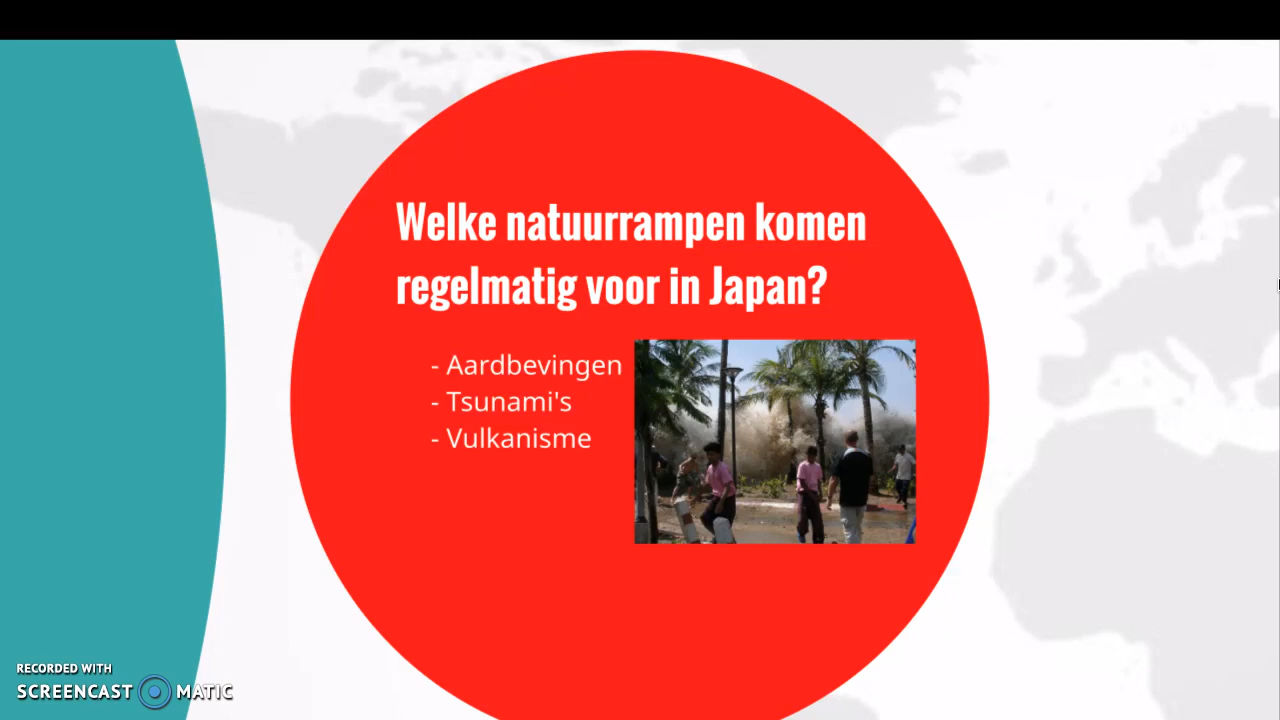 Welke natuurrampen komen
regelmatig voor in Japan?
- Aardbevingen
- Tsunami's
- Vulkanisme
RECORDED WITH
SCREENCAST MATIC